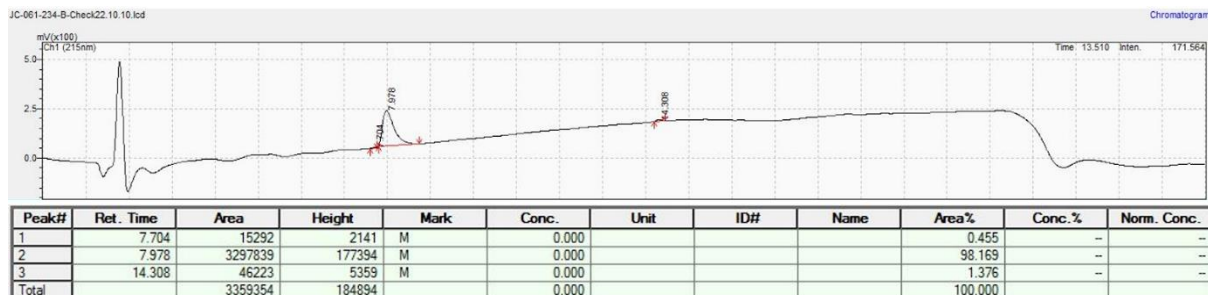 JC-061-234-B-Check22.10.10.lcd Chromatogram
mV(x100)
Ch1 (215nm) Time 13.510 Inten. 171.564
5.0
2.5
0.0
.704
7.978
4.308
Peak# Ret. Time Area Height Mark Conc. Unit ID# Name Area% Conc.% Norm. Conc.
1 7.704 15292 2141 M 0.000 0.455 -- --
2 7.978 3297839 177394 M 0.000 98.169 -- --
3 14.308 46223 5359 M 0.000 1.376 -- --
Total 3359354 184894 0.000 100.000